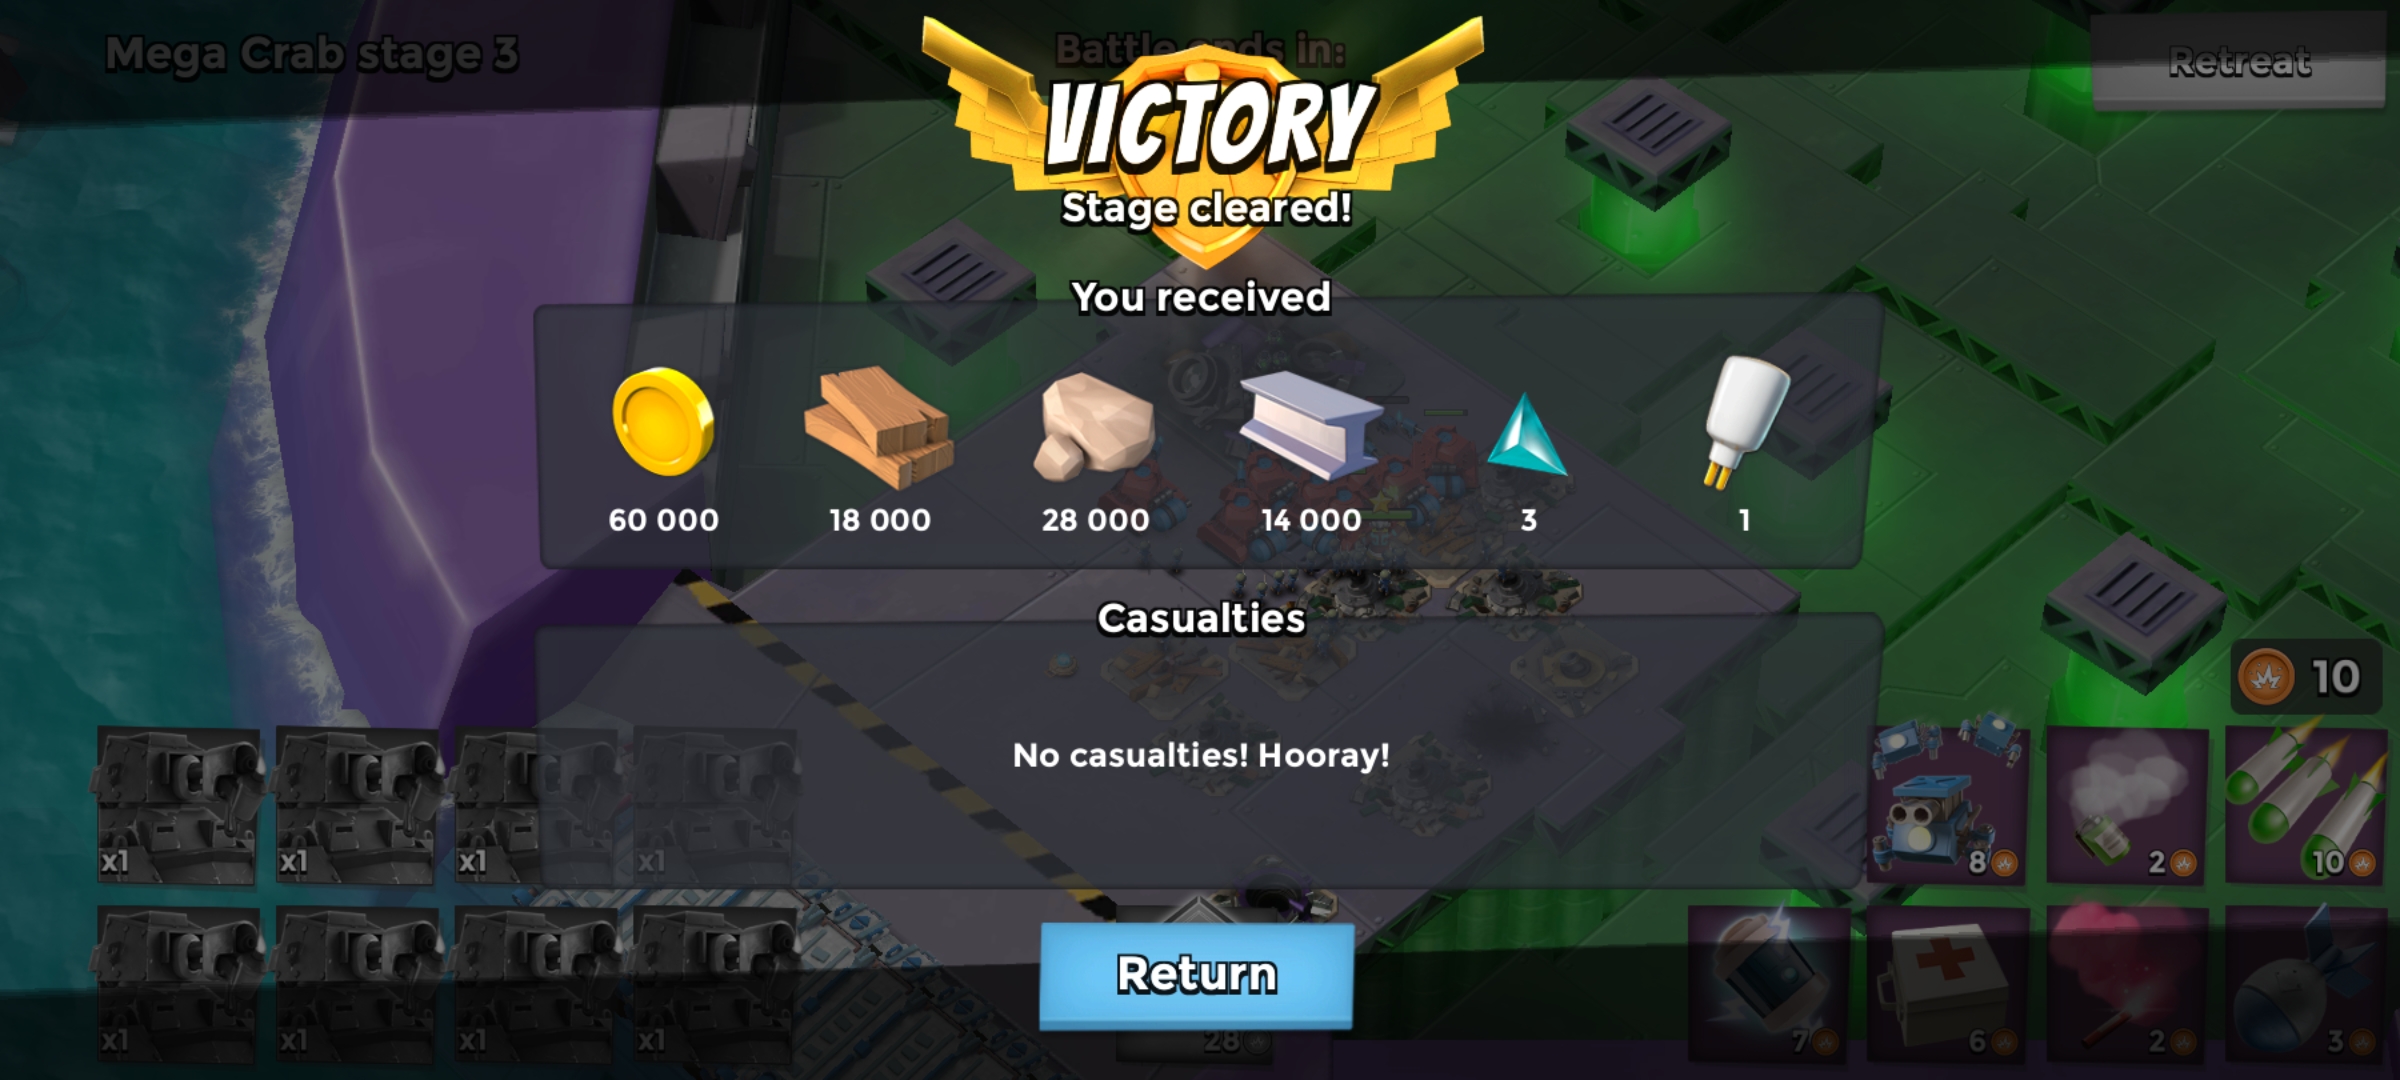 Mega Crab stage 3
Battle ends in:
Retreat
VICTORY
Stage cleared!
You received
60 000
18 000
28 000
14 000
3
1
Casualties
No casualties! Hooray!
10
x1
x1
x1
x1
8
2
10
Return
x1
x1
x1
x1
28
7
6
2
3